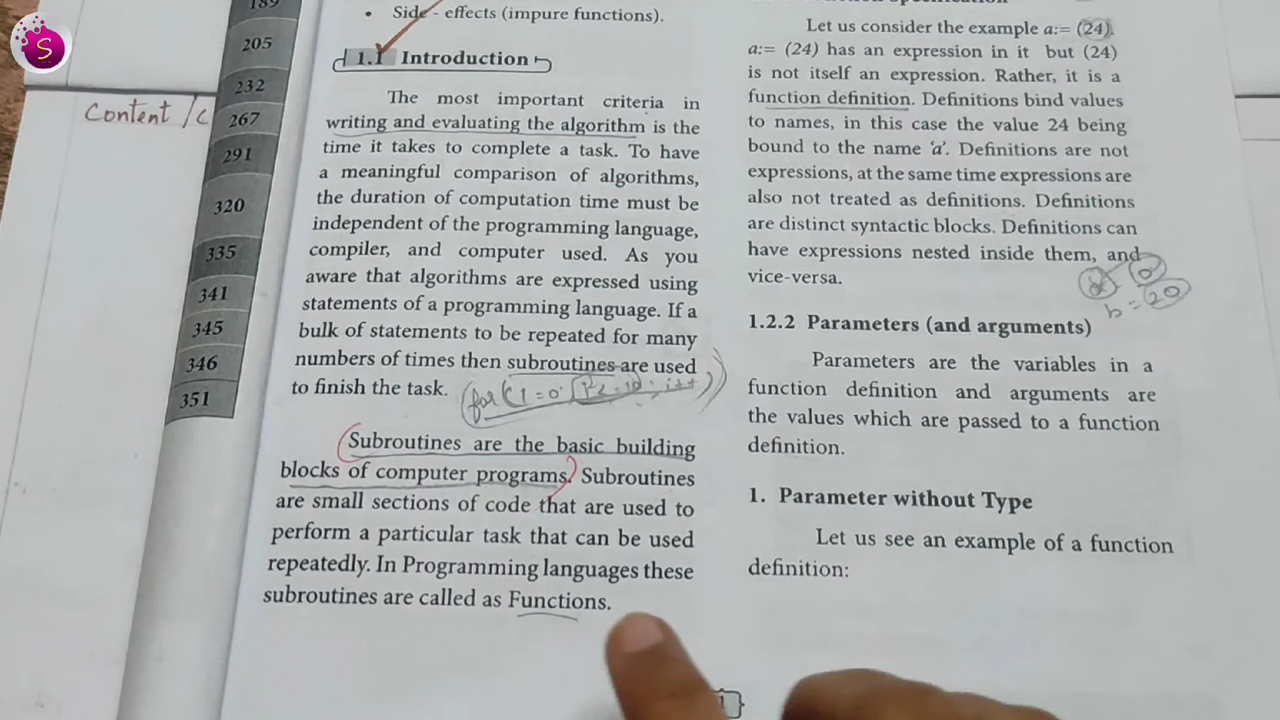 S
189
205
232
267
291
320
335
341
345
346
351
Content /C
• Side - effects (impure functions).
1.1 Introduction
The most important criteria in
writing and evaluating the algorithm is the
time it takes to complete a task. To have
a meaningful comparison of algorithms,
the duration of computation time must be
independent of the programming language,
compiler, and computer used. As you
aware that algorithms are expressed using
statements of a programming language. If a
bulk of statements to be repeated for many
numbers of times then subroutines are used
to finish the task.
for (i=0;
Subroutines are the basic building
blocks of computer programs. Subroutines
are small sections of code that are used to
perform a particular task that can be used
repeatedly. In Programming languages these
subroutines are called as Functions.
Let us consider the example a:= (24).
a:= (24) has an expression in it but (24)
is not itself an expression. Rather, it is a
function definition. Definitions bind values
to names, in this case the value 24 being
bound to the name 'a'. Definitions are not
expressions, at the same time expressions are
also not treated as definitions. Definitions
are distinct syntactic blocks. Definitions can
have expressions nested inside them, and
vice-versa.
b = 20
1.2.2 Parameters (and arguments)
Parameters are the variables in a
function definition and arguments are
the values which are passed to a function
definition.
1. Parameter without Type
Let us see an example of a function
definition:
1